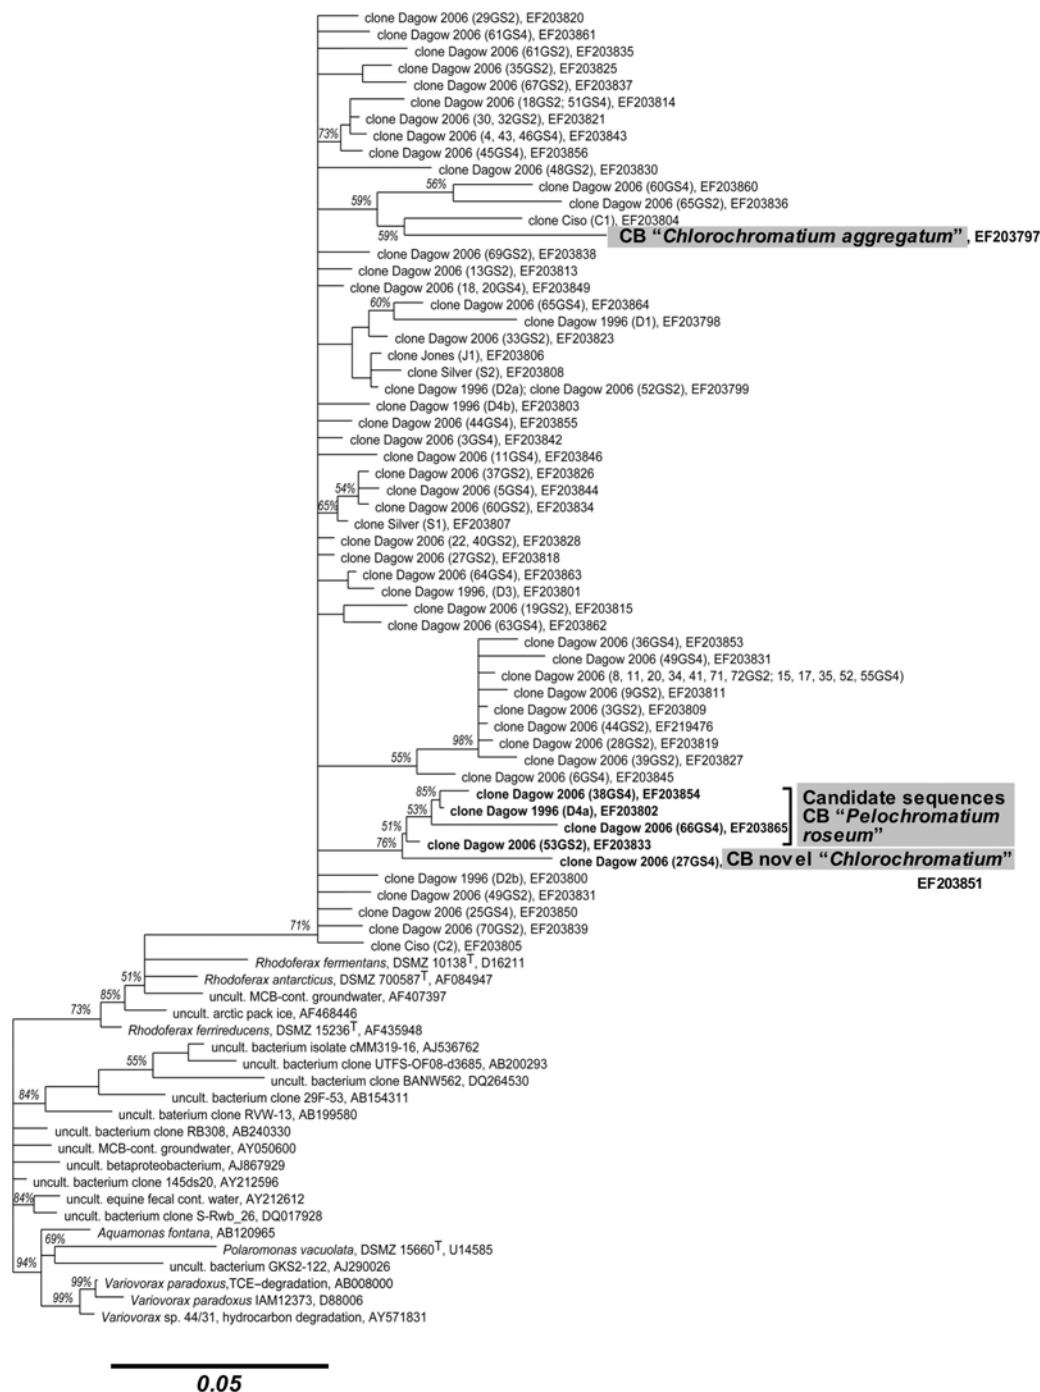 clone Dagow 2006 (29GS2), EF203820
clone Dagow 2006 (61GS4), EF203861
clone Dagow 2006 (61GS2), EF203835
clone Dagow 2006 (35GS2), EF203825
clone Dagow 2006 (67GS2), EF203837
clone Dagow 2006 (18GS2; 51GS4), EF203814
clone Dagow 2006 (30, 32GS2), EF203821
73% clone Dagow 2006 (4, 43, 46GS4), EF203843
clone Dagow 2006 (45GS4), EF203856
clone Dagow 2006 (48GS2), EF203830
56% clone Dagow 2006 (60GS4), EF203860
59% clone Dagow 2006 (65GS2), EF203836
clone Ciso (C1), EF203804
59% CB “Chlorochromatium aggregatum”, EF203797
clone Dagow 2006 (69GS2), EF203838
clone Dagow 2006 (13GS2), EF203813
clone Dagow 2006 (18, 20GS4), EF203849
60% clone Dagow 2006 (65GS4), EF203864
clone Dagow 1996 (D1), EF203798
clone Dagow 2006 (33GS2), EF203823
clone Jones (J1), EF203806
clone Silver (S2), EF203808
clone Dagow 1996 (D2a); clone Dagow 2006 (52GS2), EF203799
clone Dagow 1996 (D4b), EF203803
clone Dagow 2006 (44GS4), EF203855
clone Dagow 2006 (3GS4), EF203842
clone Dagow 2006 (11GS4), EF203846
clone Dagow 2006 (37GS2), EF203826
54% clone Dagow 2006 (5GS4), EF203844
65% clone Dagow 2006 (60GS2), EF203834
clone Silver (S1), EF203807
clone Dagow 2006 (22, 40GS2), EF203828
clone Dagow 2006 (27GS2), EF203818
clone Dagow 2006 (64GS4), EF203863
clone Dagow 1996, (D3), EF203801
clone Dagow 2006 (19GS2), EF203815
clone Dagow 2006 (63GS4), EF203862
clone Dagow 2006 (36GS4), EF203853
clone Dagow 2006 (49GS4), EF203831
clone Dagow 2006 (8, 11, 20, 34, 41, 71, 72GS2; 15, 17, 35, 52, 55GS4)
clone Dagow 2006 (9GS2), EF203811
clone Dagow 2006 (3GS2), EF203809
clone Dagow 2006 (44GS2), EF219476
98% clone Dagow 2006 (28GS2), EF203819
clone Dagow 2006 (39GS2), EF203827
55% clone Dagow 2006 (6GS4), EF203845
85% clone Dagow 2006 (38GS4), EF203854
53% clone Dagow 1996 (D4a), EF203802
clone Dagow 2006 (66GS4), EF203865
Candidate sequences
CB “Pelochromatium
roseum”
51% clone Dagow 2006 (53GS2), EF203833
76% clone Dagow 2006 (27GS4), CB novel “Chlorochromatium”
EF203851
clone Dagow 1996 (D2b), EF203800
clone Dagow 2006 (49GS2), EF203831
clone Dagow 2006 (25GS4), EF203850
clone Dagow 2006 (70GS2), EF203839
71% clone Ciso (C2), EF203805
Rhodoferax fermentans, DSMZ 10138T, D16211
51% Rhodoferax antarcticus, DSMZ 700587T, AF084947
85% uncult. MCB-cont. groundwater, AF407397
73% uncult. arctic pack ice, AF468446
Rhodoferax ferrireducens, DSMZ 15236T, AF435948
uncult. bacterium isolate cMM319-16, AJ536762
55% uncult. bacterium clone UTFS-OF08-d3685, AB200293
uncult. bacterium clone BANW562, DQ264530
uncult. bacterium clone 29F-53, AB154311
84% uncult. baterium clone RVW-13, AB199580
uncult. bacterium clone RB308, AB240330
uncult. MCB-cont. groundwater, AY050600
uncult. betaproteobacterium, AJ867929
uncult. bacterium clone 145ds20, AY212596
84% uncult. equine fecal cont. water, AY212612
uncult. bacterium clone S-Rwb_26, DQ017928
Aquamonas fontana, AB120965
69% Polaromonas vacuolata, DSMZ 15660T, U14585
94% uncult. bacterium GKS2-122, AJ290026
99% Variovorax paradoxus,TCE–degradation, AB008000
99% Variovorax paradoxus IAM12373, D88006
Variovorax sp. 44/31, hydrocarbon degradation, AY571831
0.05